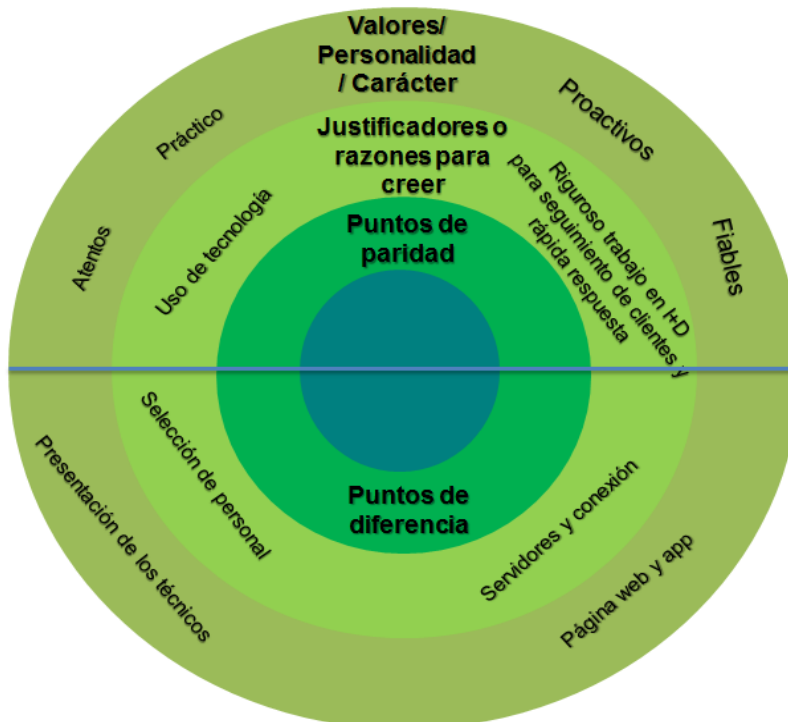 Valores/
Personalidad
/ Carácter
Práctico
Proactivos
Atentos
Fiables
Justificadores o
razones para
creer
Uso de tecnología
Riguroso trabajo en I+D
para seguimiento de clientes y
rápida respuesta
Puntos de
paridad
Puntos de
diferencia
Selección de personal
Servidores y conexión
Presentación de los técnicos
Página web y app